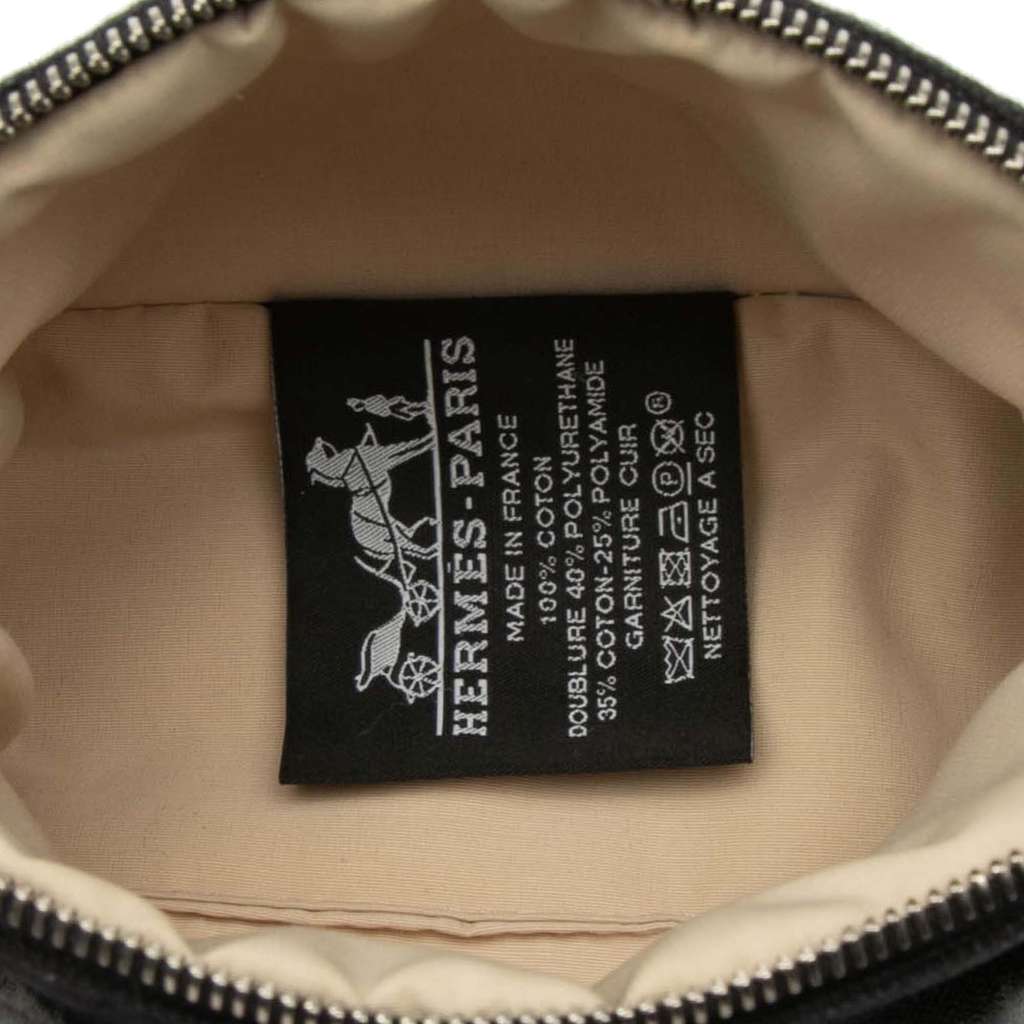 HERMÈS-PARIS
MADE IN FRANCE
100% COTON
DOUBLURE 40% POLYURETHANE
35% COTON-25% POLYAMIDE
GARNITURE CUIR
P ®
NETTOYAGE A SEC